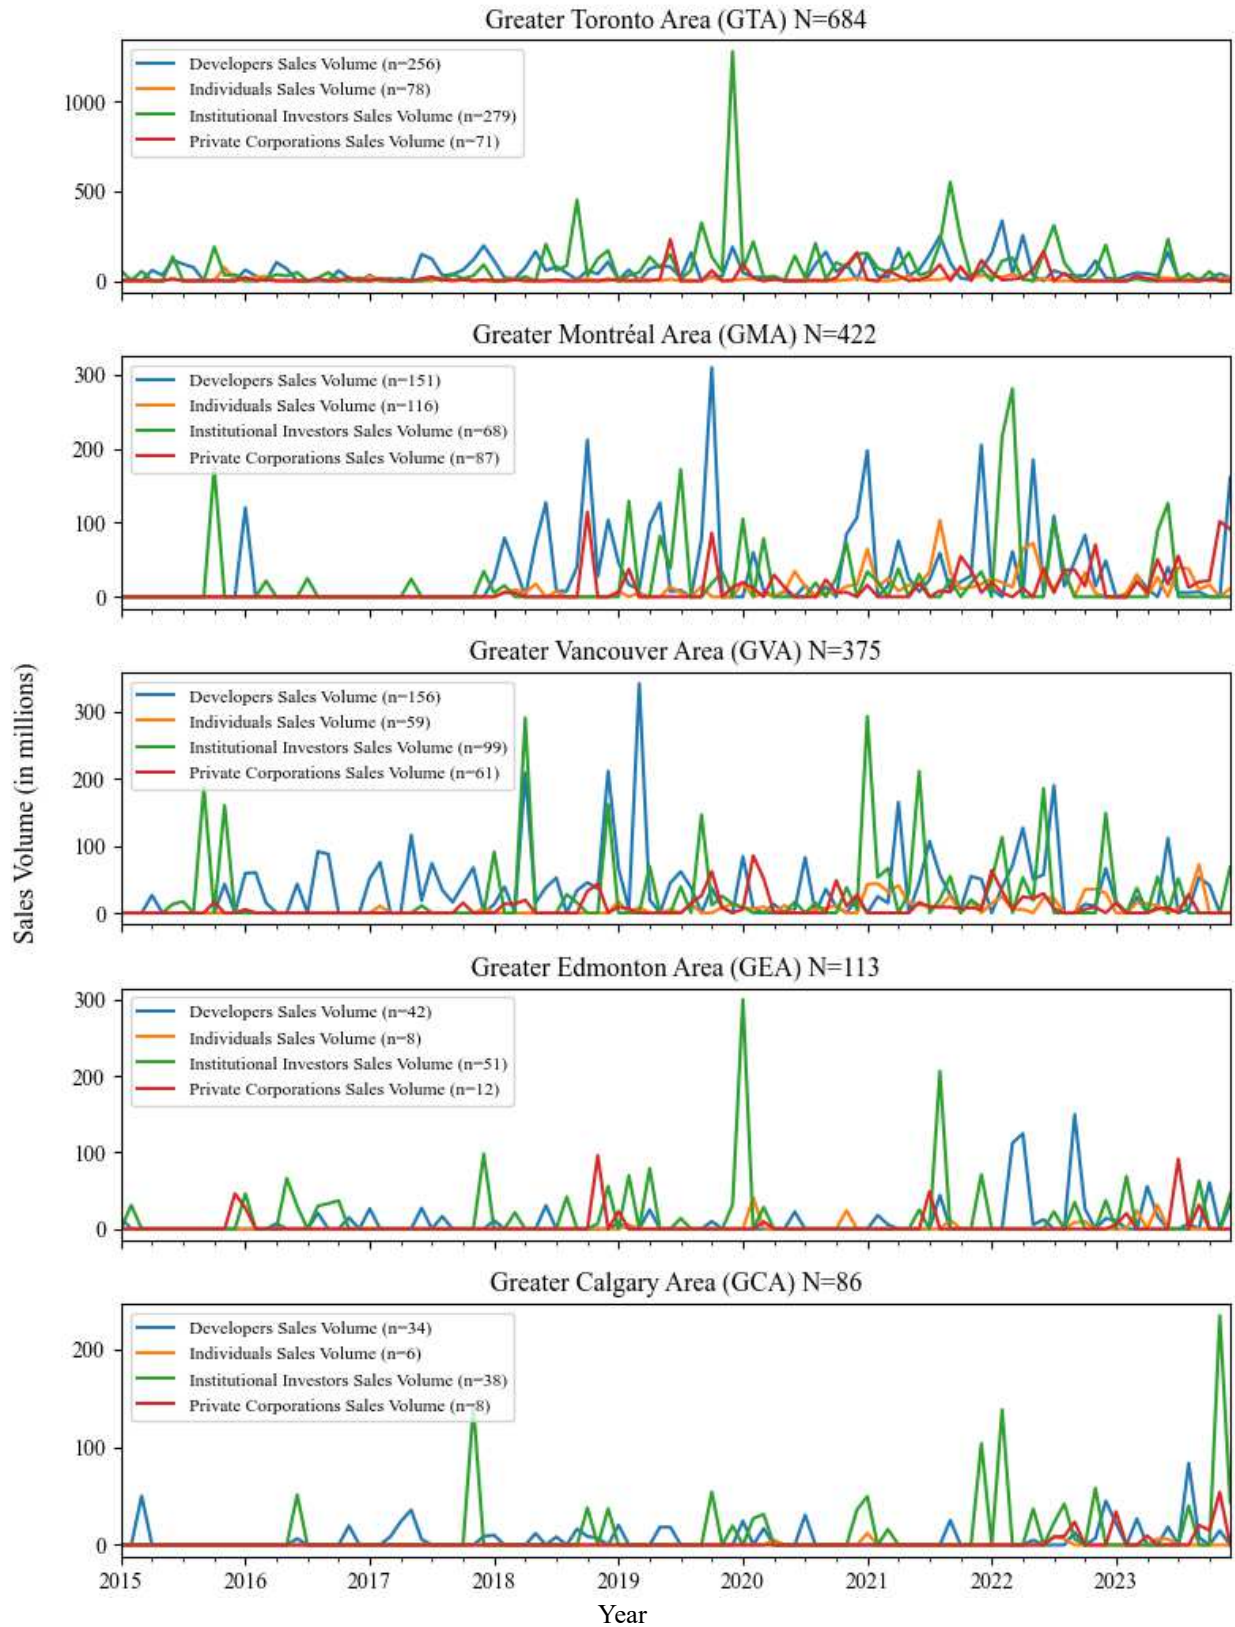 Greater Toronto Area (GTA) N=684
Developers Sales Volume (n=256)
Individuals Sales Volume (n=78)
Institutional Investors Sales Volume (n=279)
Private Corporations Sales Volume (n=71)
1000
500
0
Greater Montréal Area (GMA) N=422
Developers Sales Volume (n=151)
Individuals Sales Volume (n=116)
Institutional Investors Sales Volume (n=68)
Private Corporations Sales Volume (n=87)
300
200
100
0
Greater Vancouver Area (GVA) N=375
Developers Sales Volume (n=156)
Individuals Sales Volume (n=59)
Institutional Investors Sales Volume (n=99)
Private Corporations Sales Volume (n=61)
300
200
100
0
Sales Volume (in millions)
Greater Edmonton Area (GEA) N=113
Developers Sales Volume (n=42)
Individuals Sales Volume (n=8)
Institutional Investors Sales Volume (n=51)
Private Corporations Sales Volume (n=12)
300
200
100
0
Greater Calgary Area (GCA) N=86
Developers Sales Volume (n=34)
Individuals Sales Volume (n=6)
Institutional Investors Sales Volume (n=38)
Private Corporations Sales Volume (n=8)
200
100
0
2015 2016 2017 2018 2019 2020 2021 2022 2023
Year